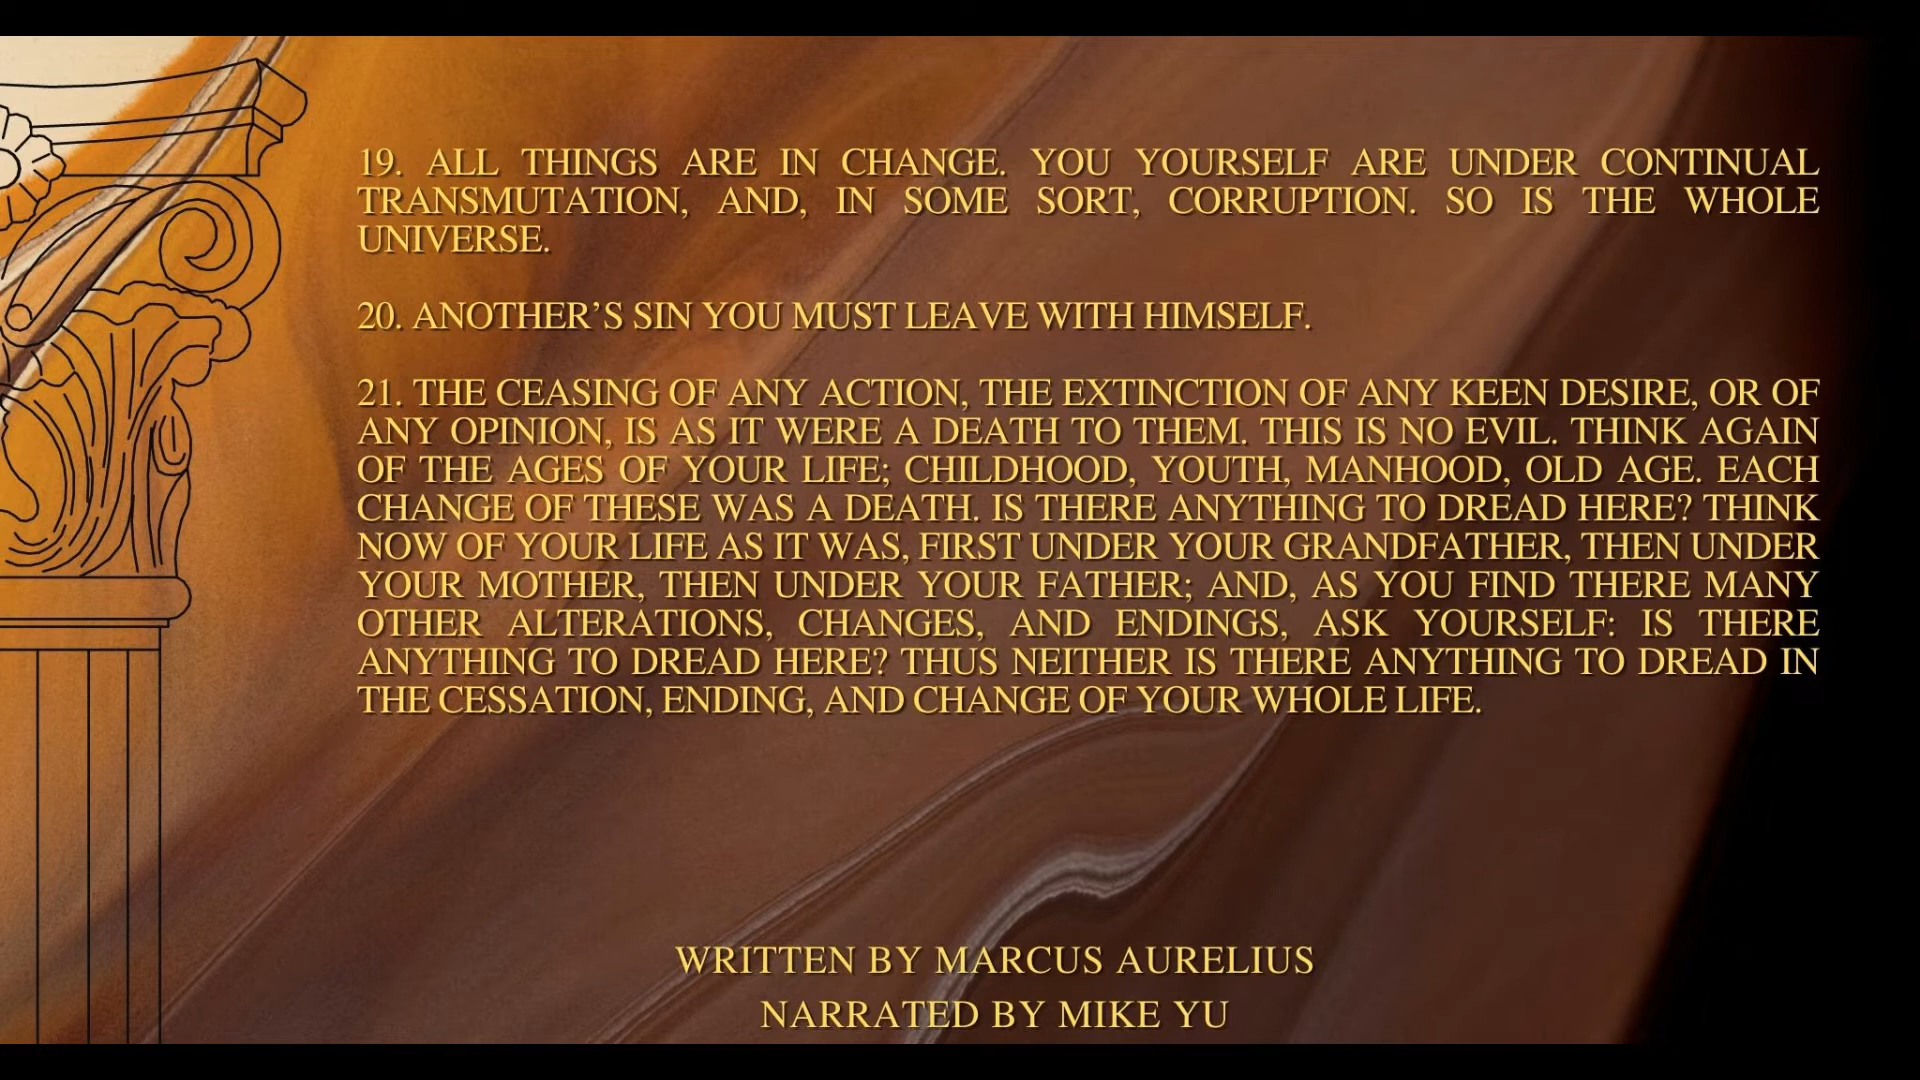 19. ALL THINGS ARE IN CHANGE. YOU YOURSELF ARE UNDER CONTINUAL
TRANSMUTATION, AND, IN SOME SORT, CORRUPTION. SO IS THE WHOLE
UNIVERSE.
20. ANOTHER’S SIN YOU MUST LEAVE WITH HIMSELF.
21. THE CEASING OF ANY ACTION, THE EXTINCTION OF ANY KEEN DESIRE, OR OF
ANY OPINION, IS AS IT WERE A DEATH TO THEM. THIS IS NO EVIL. THINK AGAIN
OF THE AGES OF YOUR LIFE; CHILDHOOD, YOUTH, MANHOOD, OLD AGE. EACH
CHANGE OF THESE WAS A DEATH. IS THERE ANYTHING TO DREAD HERE? THINK
NOW OF YOUR LIFE AS IT WAS, FIRST UNDER YOUR GRANDFATHER, THEN UNDER
YOUR MOTHER, THEN UNDER YOUR FATHER; AND, AS YOU FIND THERE MANY
OTHER ALTERATIONS, CHANGES, AND ENDINGS, ASK YOURSELF: IS THERE
ANYTHING TO DREAD HERE? THUS NEITHER IS THERE ANYTHING TO DREAD IN
THE CESSATION, ENDING, AND CHANGE OF YOUR WHOLE LIFE.
WRITTEN BY MARCUS AURELIUS
NARRATED BY MIKE YU